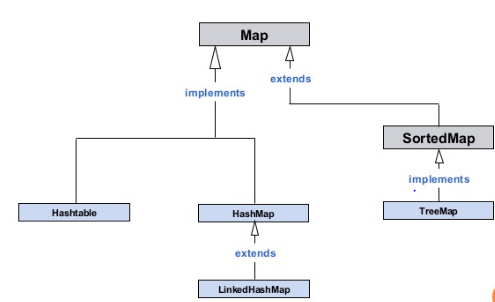 Map
extends
implements
SortedMap
implements
Hashtable
HashMap
TreeMap
extends
LinkedHashMap